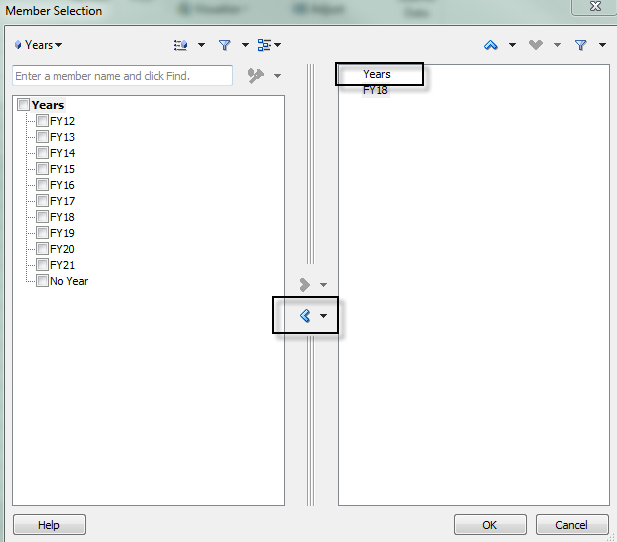 Member Selection
Years
Enter a member name and click Find.
Years
FY12
FY13
FY14
FY15
FY16
FY17
FY18
FY19
FY20
FY21
No Year
Years
FY18
Help
OK
Cancel